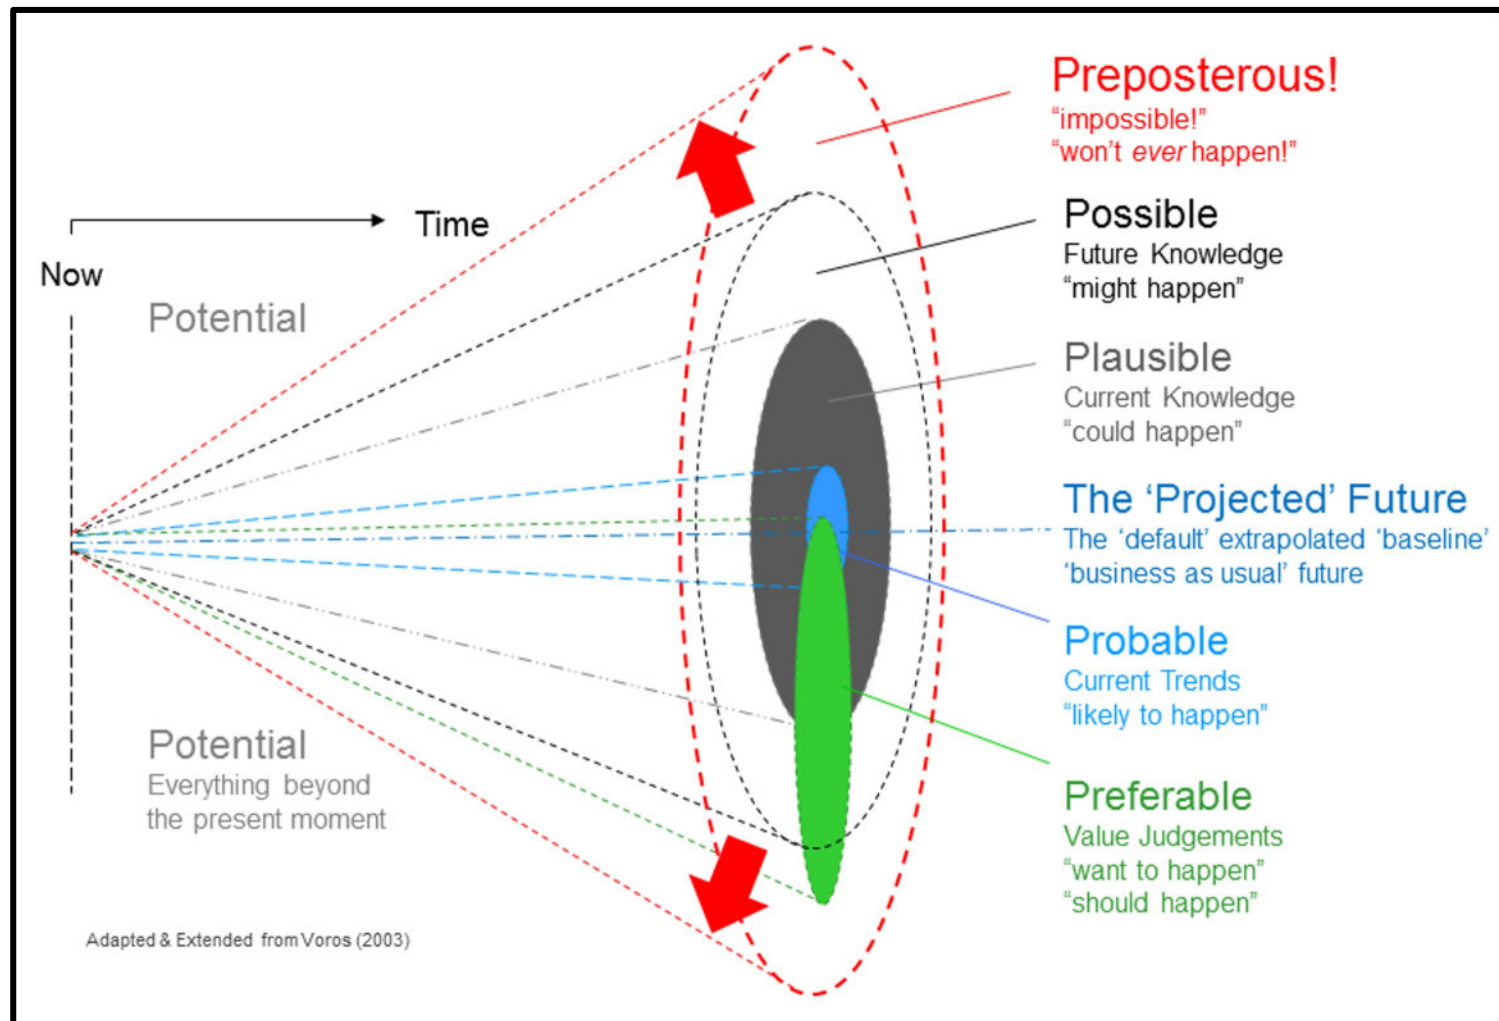 Preposterous!
“impossible!”
“won’t ever happen!”
Time
Now
Potential
Possible
Future Knowledge
“might happen”
Plausible
Current Knowledge
“could happen”
The ‘Projected’ Future
The ‘default’ extrapolated ‘baseline’
‘business as usual’ future
Probable
Current Trends
“likely to happen”
Potential
Everything beyond
the present moment
Preferable
Value Judgements
“want to happen”
“should happen”
Adapted & Extended from Voros (2003)